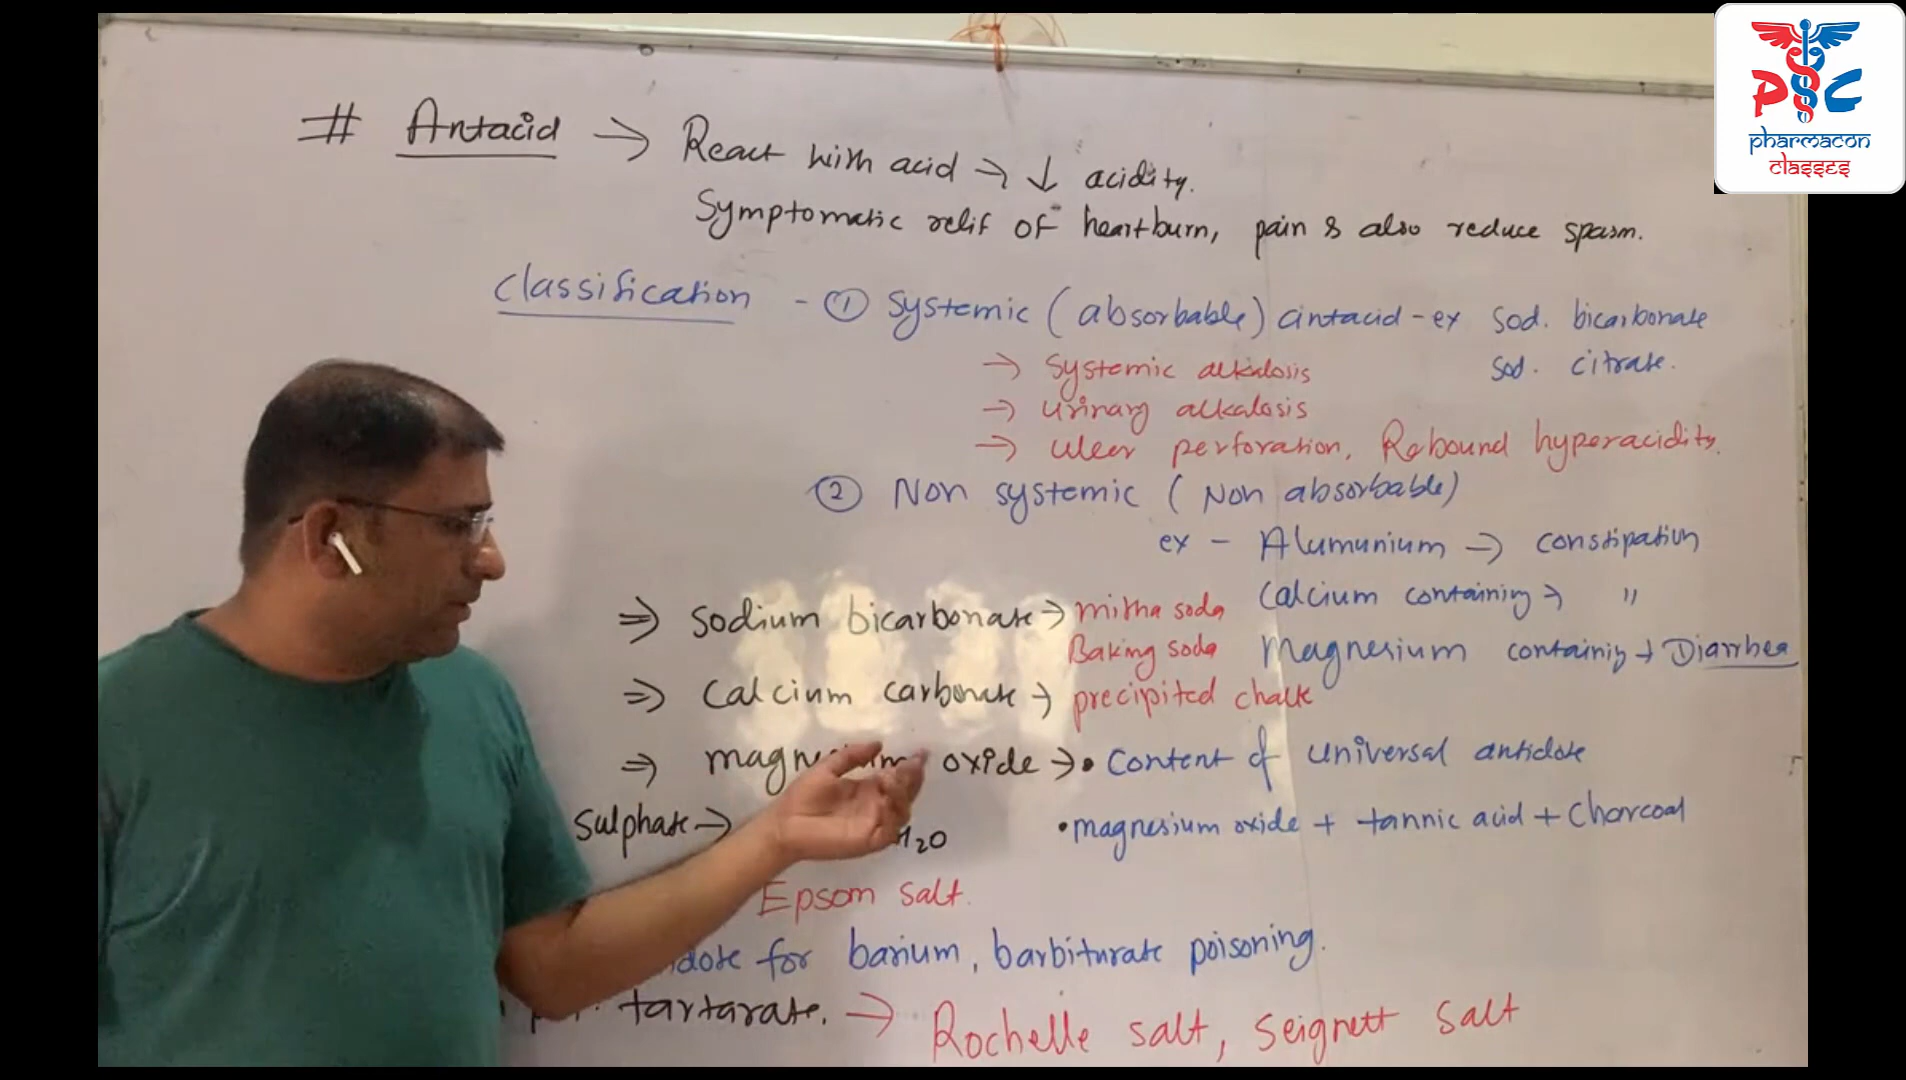 # Antacid → React with acid → ↓ acidity.
Symptomatic relif of heartburn, pain & also reduce spasm.
Classification - ① Systemic (absorbable) antacid - ex Sod. bicarbonate
Sod. citrate.
→ Systemic alkalosis
→ Urinary alkalosis
→ Ulcer perforation, Rebound hyperacidity.
② Non systemic (Non absorbable)
ex - Alumunium → constipation
Calcium containing → "
Magnesium containing → Diarrhea
⇒ Sodium bicarbonate → mitha soda
Baking soda
⇒ Calcium carbonate → precipited chalk
⇒ oxide → • Content of universal antidote
• magnesium oxide + tannic acid + Charcoal
Sulphate → H₂O
Epsom salt.
for barium, barbiturate poisoning.
tartarate. → Rochelle salt, Seignett salt
PC
pharmacon
classes